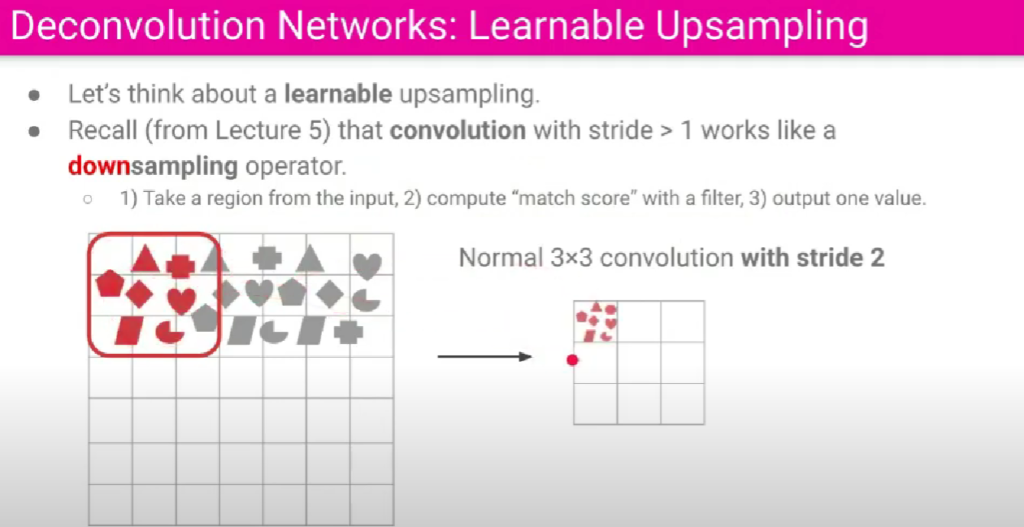 Deconvolution Networks: Learnable Upsampling
● Let's think about a learnable upsampling.
● Recall (from Lecture 5) that convolution with stride > 1 works like a
downsampling operator.
○ 1) Take a region from the input, 2) compute “match score” with a filter, 3) output one value.
Normal 3×3 convolution with stride 2